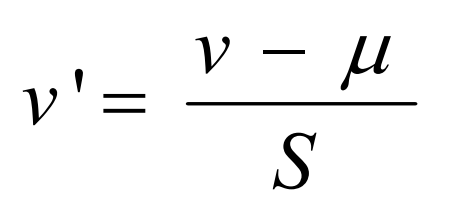 v' = (v − μ) / S